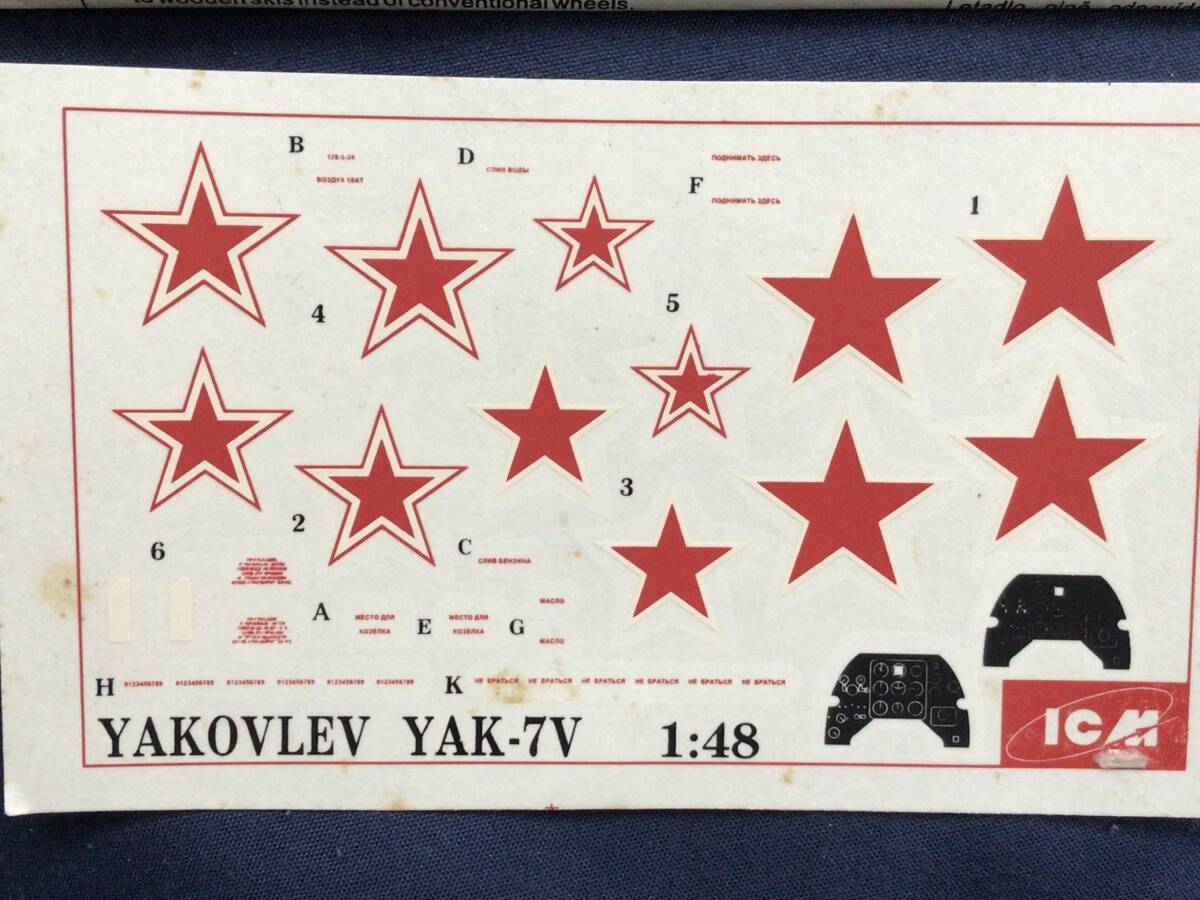 to wooden skis instead of conventional wheels.
B
12В-5-24
ВОЗДУХ 18АТ
D
СЛИВ ВОДЫ
F
ПОДНИМАТЬ ЗДЕСЬ
ПОДНИМАТЬ ЗДЕСЬ
1
4
5
2
3
6
C
СЛИВ БЕНЗИНА
A
МЕСТО ДЛЯ
КОЗЕЛКА
E
МЕСТО ДЛЯ
КОЗЕЛКА
G
МАСЛО
МАСЛО
H 0123456789 0123456789 0123456789 0123456789 0123456789 0123456789
K НЕ БРАТЬСЯ НЕ БРАТЬСЯ НЕ БРАТЬСЯ НЕ БРАТЬСЯ НЕ БРАТЬСЯ НЕ БРАТЬСЯ
YAKOVLEV YAK-7V 1:48
ICM